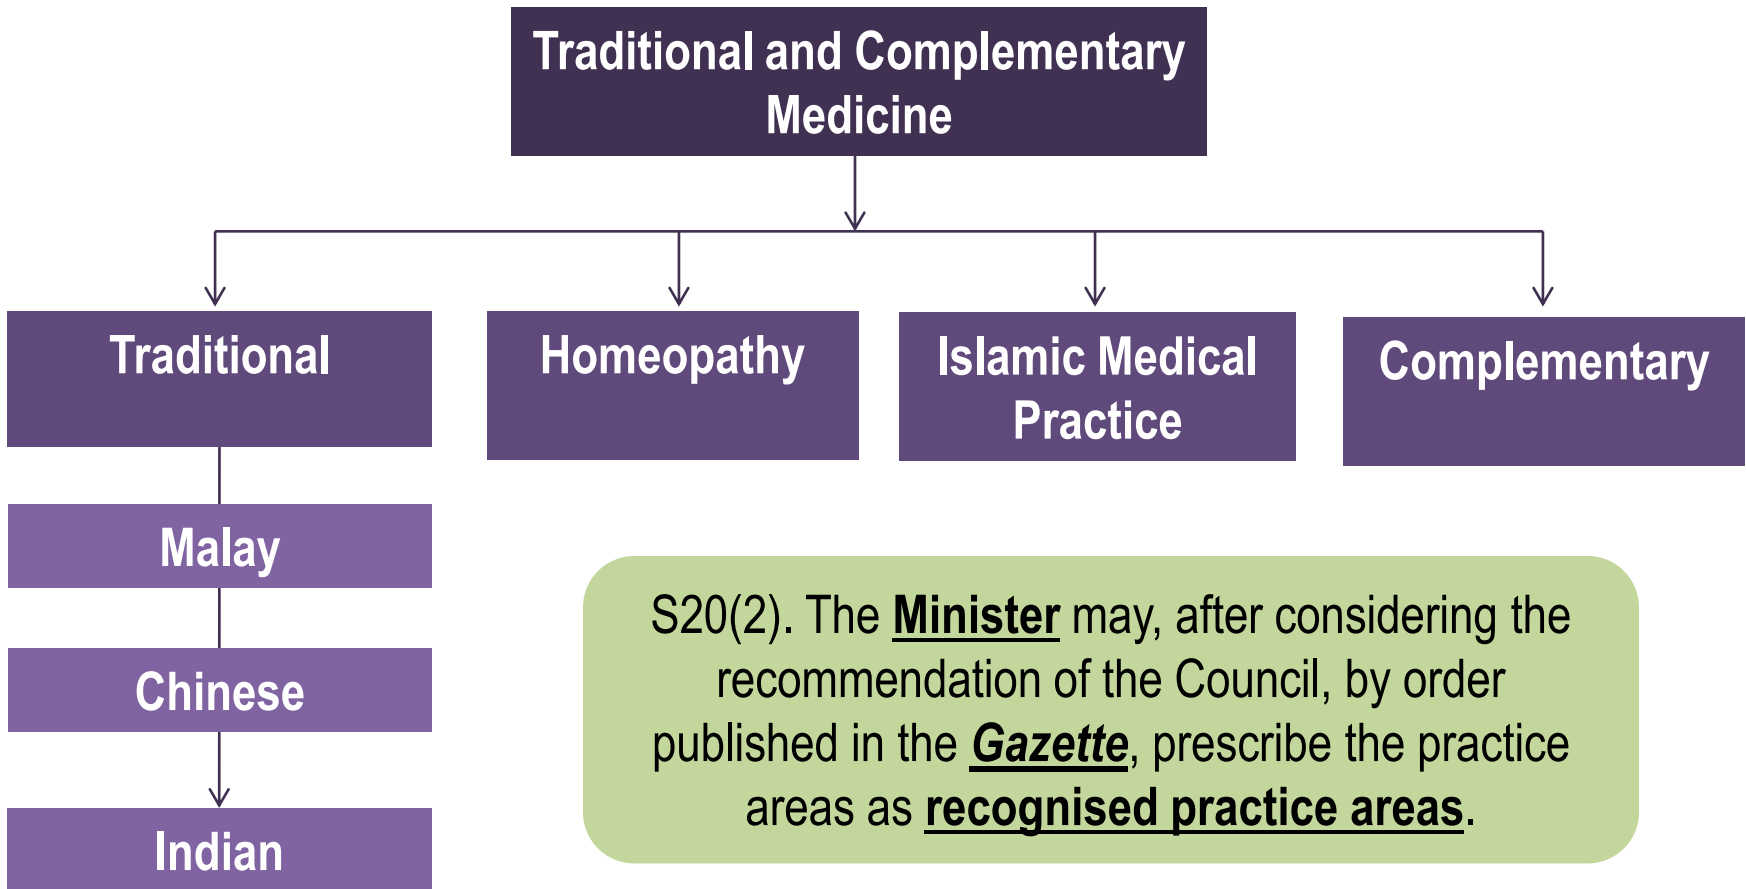 Traditional and Complementary
Medicine
Traditional
Homeopathy
Islamic Medical
Practice
Complementary
Malay
Chinese
Indian
S20(2). The Minister may, after considering the
recommendation of the Council, by order
published in the Gazette, prescribe the practice
areas as recognised practice areas.